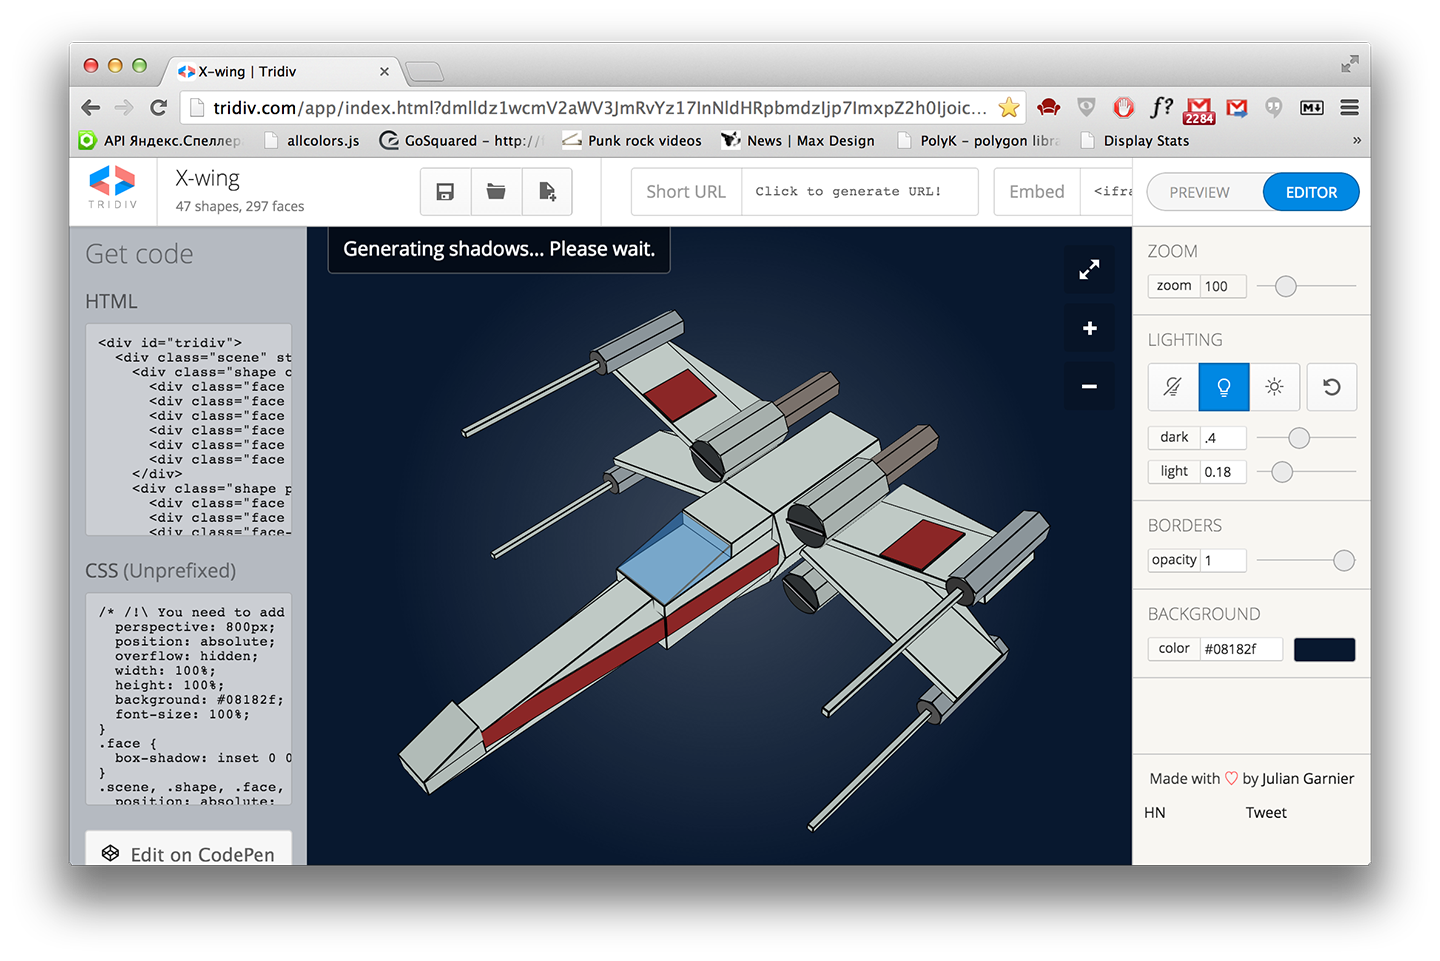 X-wing | Tridiv
tridiv.com/app/index.html?dmlldz1wcmV2aWV3JmRvYz17InNldHRpbmdzIjp7Imxpz2h0Ijoic...
f?
2284
M↓
API Яндекс.Спеллер
allcolors.js
GoSquared – http://
Punk rock videos
News | Max Design
PolyK – polygon libra
Display Stats
»
TRIDIV
X-wing
47 shapes, 297 faces
Short URL
Click to generate URL!
Embed
<ifra
PREVIEW
EDITOR
Get code
HTML
<div id="tridiv">
<div class="scene" st
<div class="shape c
<div class="face
<div class="face
<div class="face
<div class="face
<div class="face
<div class="face
</div>
<div class="shape p
<div class="face
<div class="face
<div class="face-
CSS (Unprefixed)
/* /!\ You need to add
perspective: 800px;
position: absolute;
overflow: hidden;
width: 100%;
height: 100%;
background: #08182f;
font-size: 100%;
}
.face {
box-shadow: inset 0 0
}
.scene, .shape, .face,
position: absolute;
Edit on CodePen
Generating shadows... Please wait.
ZOOM
zoom 100
LIGHTING
dark .4
light 0.18
BORDERS
opacity 1
BACKGROUND
color #08182f
Made with ♡ by Julian Garnier
HN Tweet